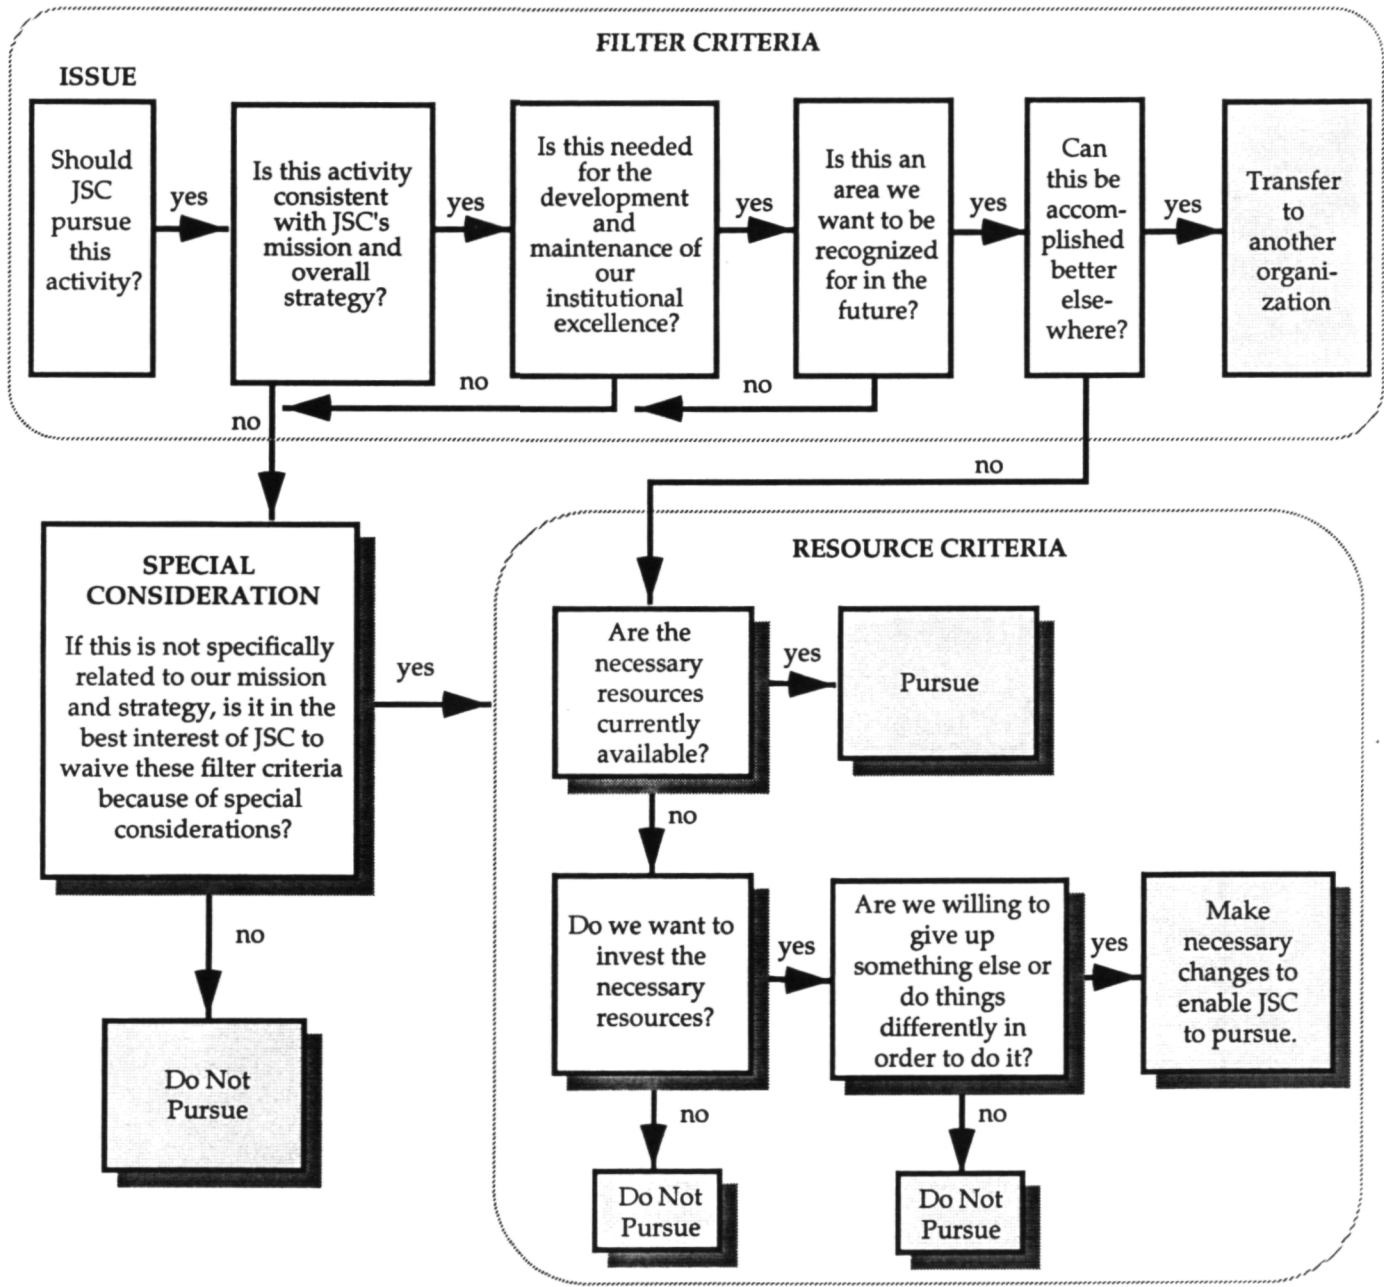 FILTER CRITERIA
ISSUE
Should
JSC
pursue
this
activity?
yes
Is this activity
consistent
with JSC's
mission and
overall
strategy?
yes
Is this needed
for the
development
and
maintenance of
our
institutional
excellence?
yes
Is this an
area we
want to be
recognized
for in the
future?
yes
Can
this be
accom-
plished
better
else-
where?
yes
Transfer
to
another
organi-
zation
no
no
no
no
SPECIAL
CONSIDERATION
If this is not specifically
related to our mission
and strategy, is it in the
best interest of JSC to
waive these filter criteria
because of special
considerations?
yes
no
Do Not
Pursue
RESOURCE CRITERIA
Are the
necessary
resources
currently
available?
yes
Pursue
no
Do we want to
invest the
necessary
resources?
yes
Are we willing to
give up
something else or
do things
differently in
order to do it?
yes
Make
necessary
changes to
enable JSC
to pursue.
no
Do Not
Pursue
no
Do Not
Pursue